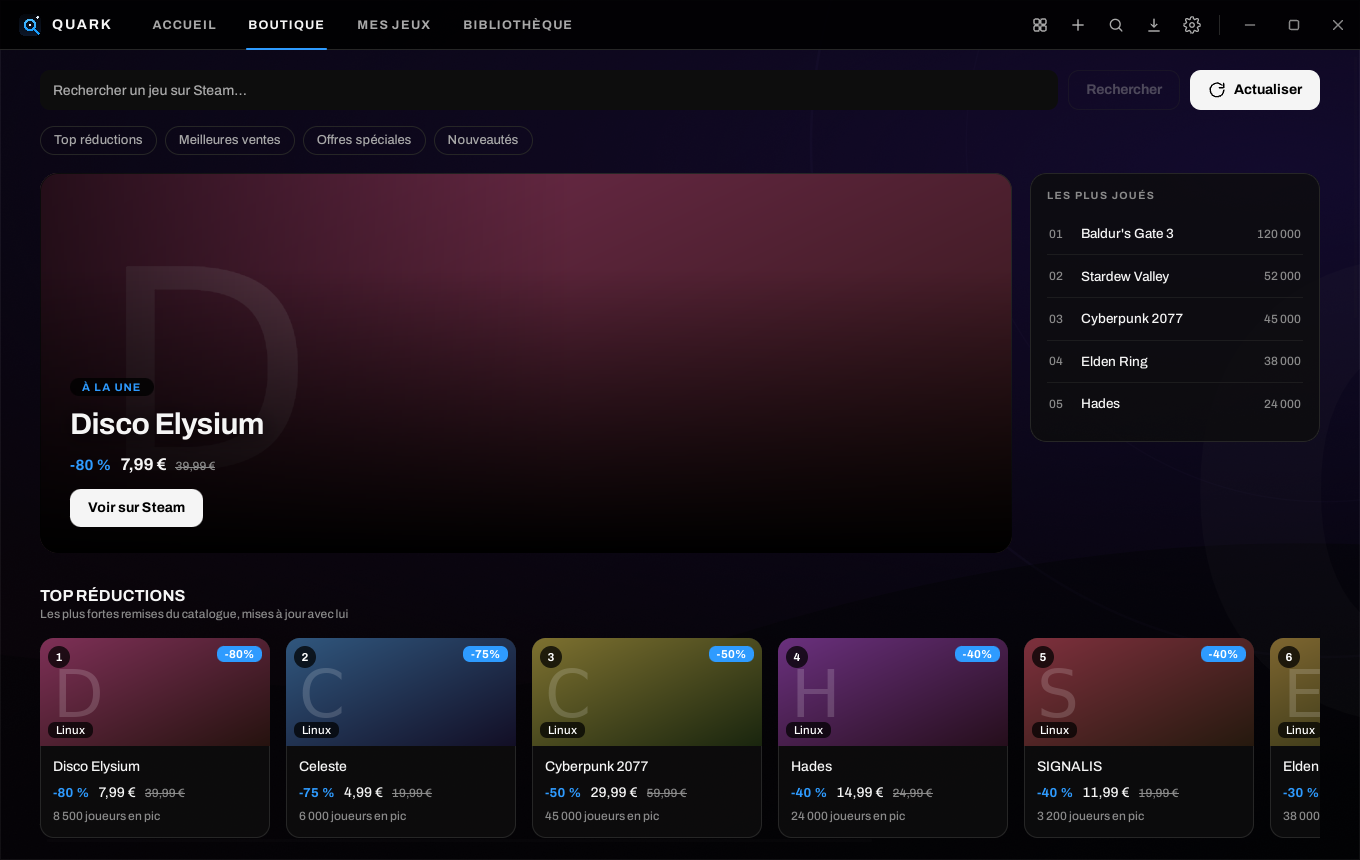 QUARK ACCUEIL BOUTIQUE MES JEUX BIBLIOTHÈQUE
Rechercher un jeu sur Steam... Rechercher Actualiser
Top réductions Meilleures ventes Offres spéciales Nouveautés
D
À LA UNE
Disco Elysium
-80 % 7,99 € 39,99 €
Voir sur Steam
LES PLUS JOUÉS
01 Baldur's Gate 3 120 000
02 Stardew Valley 52 000
03 Cyberpunk 2077 45 000
04 Elden Ring 38 000
05 Hades 24 000
TOP RÉDUCTIONS
Les plus fortes remises du catalogue, mises à jour avec lui
1 -80% 2 -75% 3 -50% 4 -40% 5 -40% 6
D C C H S E
Linux Linux Linux Linux Linux Linux
Disco Elysium Celeste Cyberpunk 2077 Hades SIGNALIS Elden
-80 % 7,99 € 39,99 € -75 % 4,99 € 19,99 € -50 % 29,99 € 59,99 € -40 % 14,99 € 24,99 € -40 % 11,99 € 19,99 € -30 %
8 500 joueurs en pic 6 000 joueurs en pic 45 000 joueurs en pic 24 000 joueurs en pic 3 200 joueurs en pic 38 000